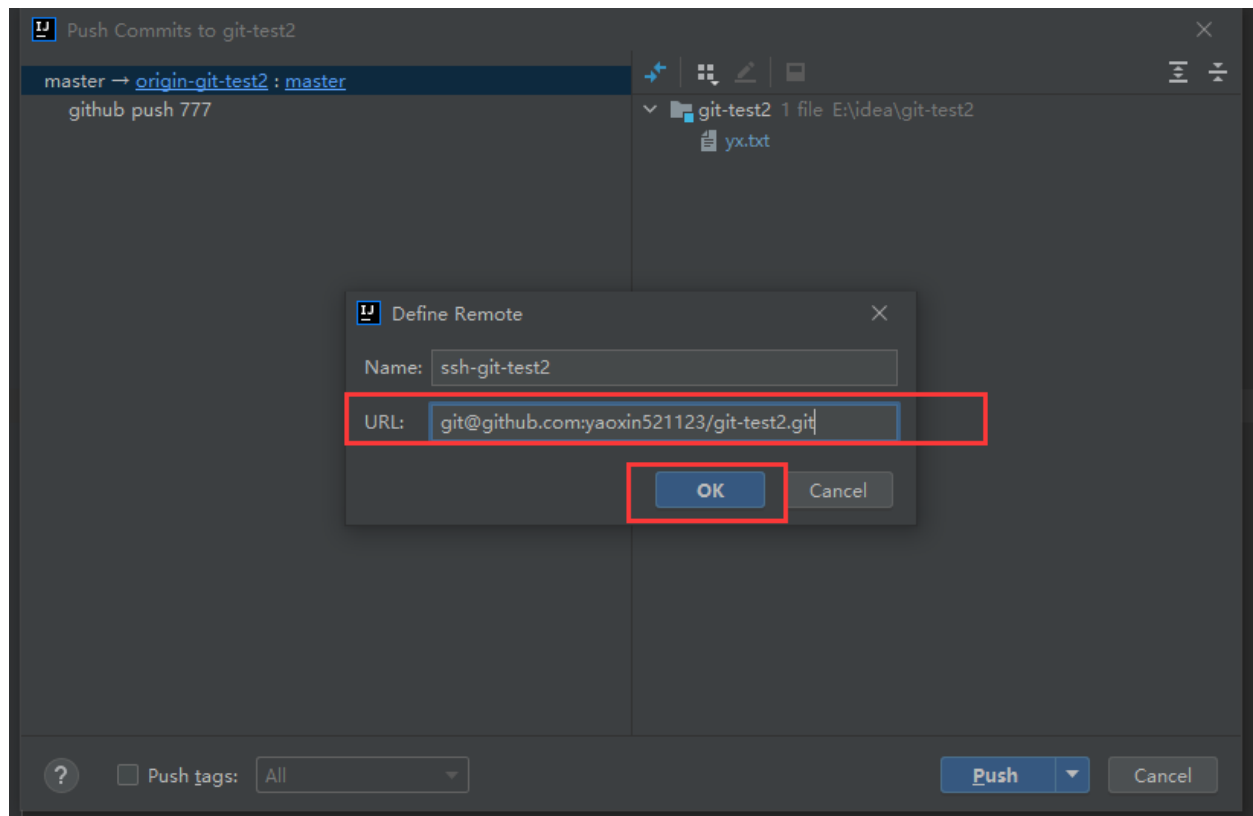 Push Commits to git-test2
master → origin-git-test2 : master
github push 777
git-test2 1 file E:\idea\git-test2
yx.txt
Define Remote
Name: ssh-git-test2
URL: git@github.com:yaoxin521123/git-test2.git
OK Cancel
? Push tags: All Push Cancel